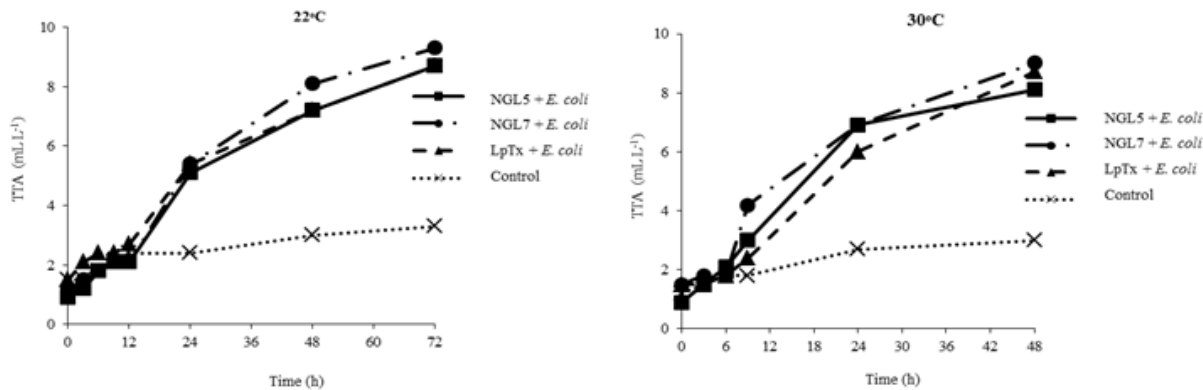 22°C
10
8
6
4
2
0
TTA (mL L-1)
0 12 24 36 48 60 72
Time (h)
NGL5 + E. coli
NGL7 + E. coli
LpTx + E. coli
Control
30°C
10
8
6
4
2
0
TTA (mL L-1)
0 6 12 18 24 30 36 42 48
Time (h)
NGL5 + E. coli
NGL7 + E. coli
LpTx + E. coli
Control